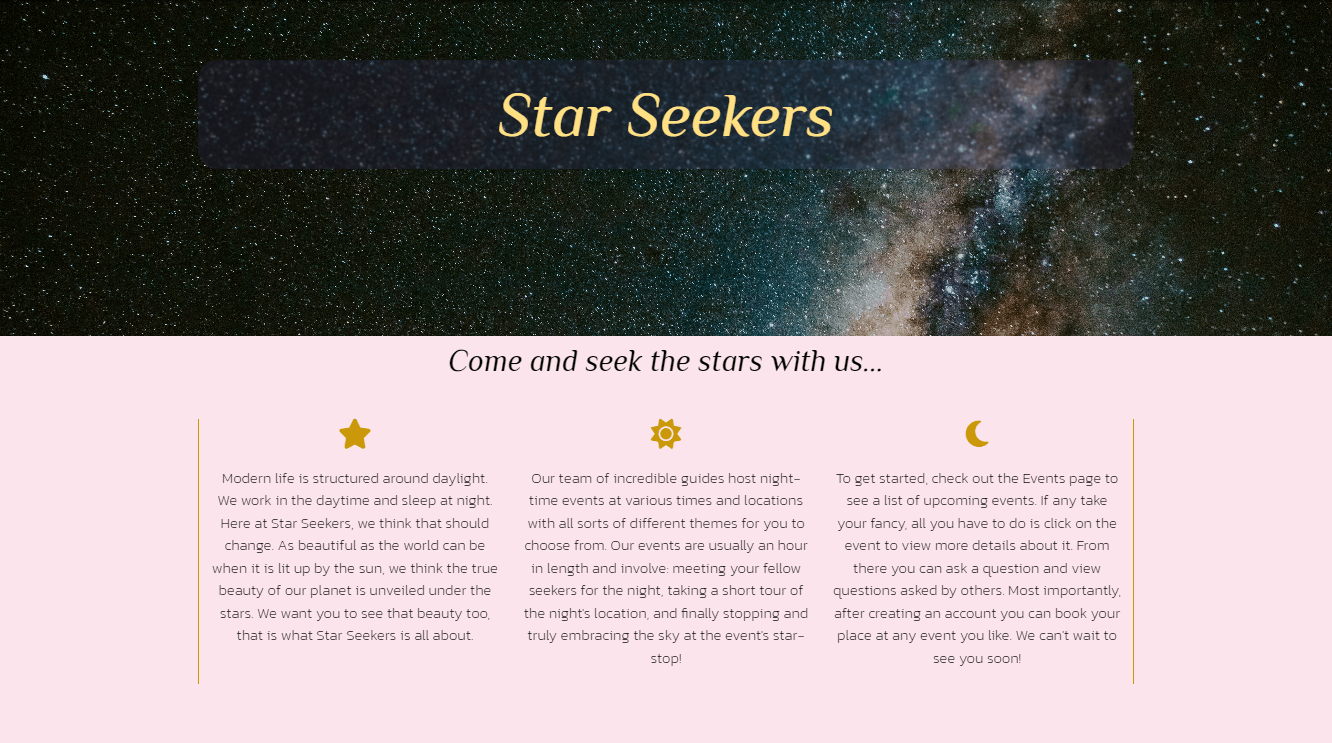 Star Seekers
Come and seek the stars with us...
Modern life is structured around daylight.
We work in the daytime and sleep at night.
Here at Star Seekers, we think that should
change. As beautiful as the world can be
when it is lit up by the sun, we think the true
beauty of our planet is unveiled under the
stars. We want you to see that beauty too,
that is what Star Seekers is all about.
Our team of incredible guides host night-
time events at various times and locations
with all sorts of different themes for you to
choose from. Our events are usually an hour
in length and involve: meeting your fellow
seekers for the night, taking a short tour of
the night's location, and finally stopping and
truly embracing the sky at the event's star-
stop!
To get started, check out the Events page to
see a list of upcoming events. If any take
your fancy, all you have to do is click on the
event to view more details about it. From
there you can ask a question and view
questions asked by others. Most importantly,
after creating an account you can book your
place at any event you like. We can't wait to
see you soon!